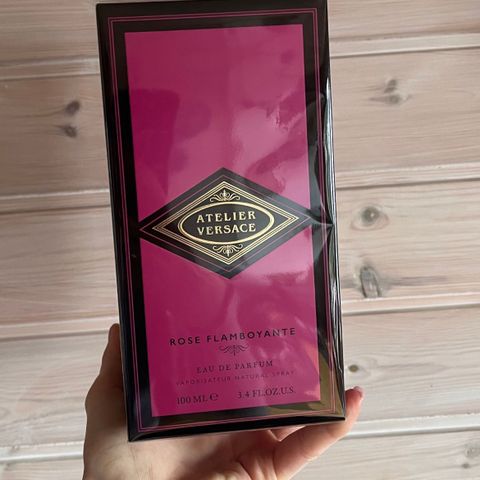 ATELIER
VERSACE
ROSE FLAMBOYANTE
EAU DE PARFUM
VAPORISATEUR NATURAL SPRAY
100 ML ℮ 3.4 FL.OZ.U.S.